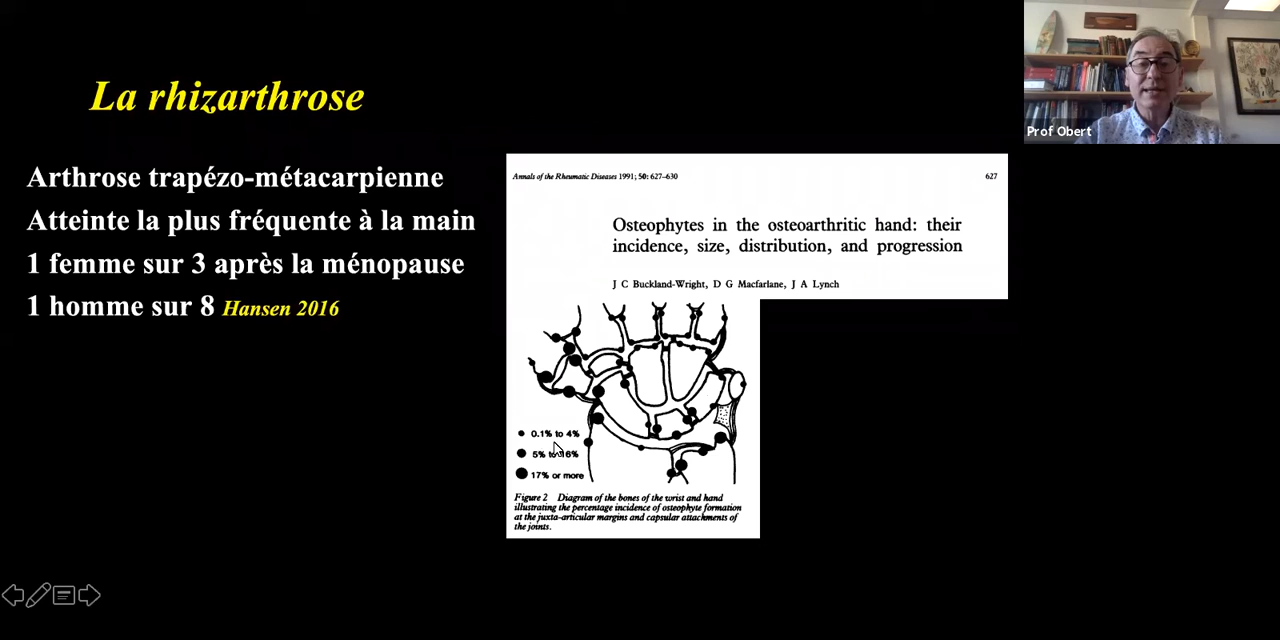 La rhizarthrose
Prof Obert
Arthrose trapézo-métacarpienne
Atteinte la plus fréquente à la main
1 femme sur 3 après la ménopause
1 homme sur 8 Hansen 2016
Annals of the Rheumatic Diseases 1991; 50: 627–630
627
Osteophytes in the osteoarthritic hand: their
incidence, size, distribution, and progression
J C Buckland-Wright, D G Macfarlane, J A Lynch
0.1% to 4%
5% to 16%
17% or more
Figure 2 Diagram of the bones of the wrist and hand
illustrating the percentage incidence of osteophyte formation
at the juxta-articular margins and capsular attachments of
the joints.